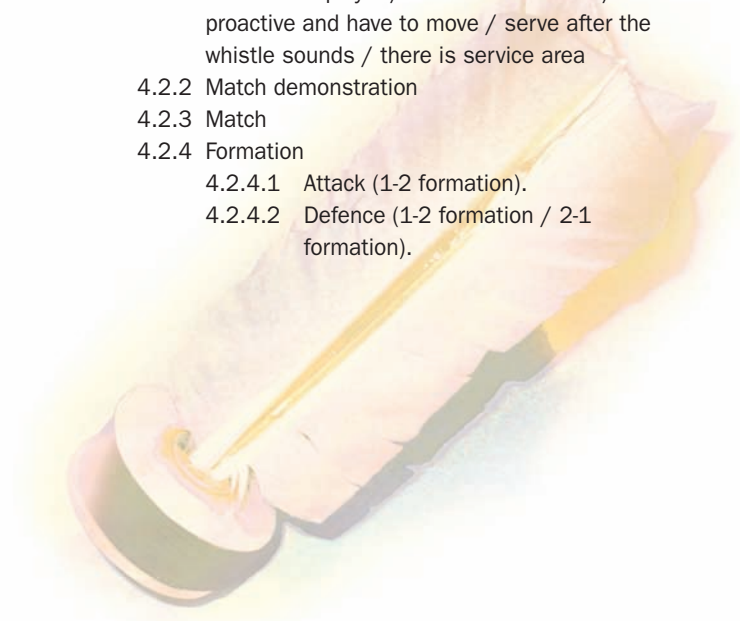 proactive and have to move / serve after the
whistle sounds / there is service area
4.2.2 Match demonstration
4.2.3 Match
4.2.4 Formation
4.2.4.1 Attack (1-2 formation).
4.2.4.2 Defence (1-2 formation / 2-1
formation).